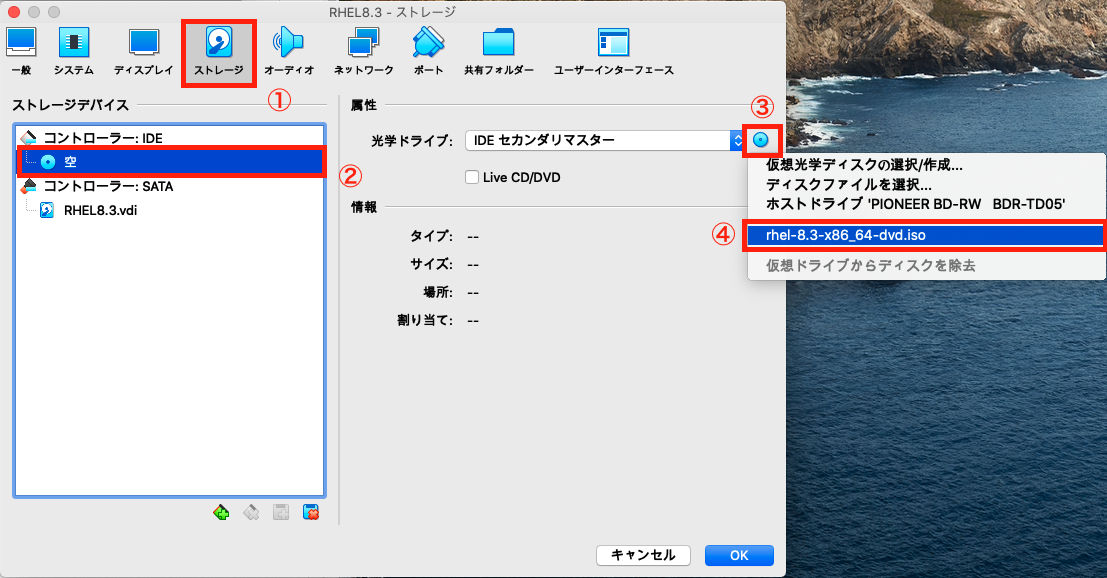 RHEL8.3 - ストレージ
一般 システム ディスプレイ ストレージ オーディオ ネットワーク ポート 共有フォルダー ユーザーインターフェース
①
ストレージデバイス
コントローラー: IDE
空
コントローラー: SATA
RHEL8.3.vdi
②
属性
③
光学ドライブ: IDE セカンダリマスター
Live CD/DVD
情報
タイプ: --
サイズ: --
場所: --
割り当て: --
仮想光学ディスクの選択/作成...
ディスクファイルを選択...
ホストドライブ 'PIONEER BD-RW BDR-TD05'
④
rhel-8.3-x86_64-dvd.iso
仮想ドライブからディスクを除去
キャンセル OK